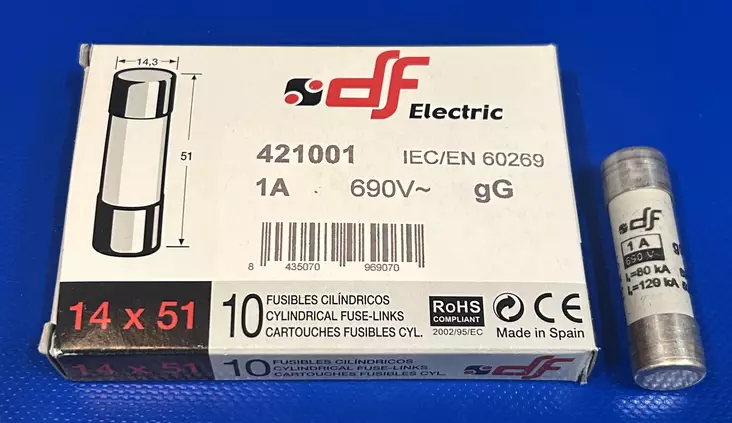 14,3
51
df Electric
421001 IEC/EN 60269
1A 690V~ gG
8 435070 969070
14 x 51
10
FUSIBLES CILÍNDRICOS
CYLINDRICAL FUSE-LINKS
CARTOUCHES FUSIBLES CYL.
RoHS
COMPLIANT
2002/95/EC
CE
Made in Spain
14 x 51
10
FUSIBLES CILÍNDRICOS
CYLINDRICAL FUSE-LINKS
CARTOUCHES FUSIBLES CYL.
df Electric
df
1 A
I₁=80 kA
I₁=120 kA